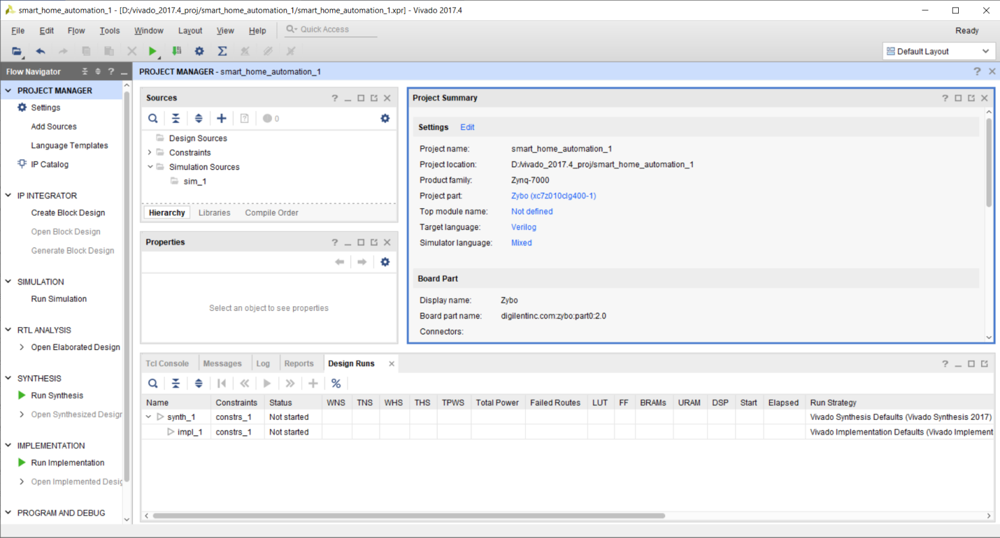 smart_home_automation_1 - [D:/vivado_2017.4_proj/smart_home_automation_1/smart_home_automation_1.xpr] - Vivado 2017.4
File Edit Flow Tools Window Layout View Help Quick Access Ready
Default Layout
Flow Navigator
PROJECT MANAGER
Settings
Add Sources
Language Templates
IP Catalog
IP INTEGRATOR
Create Block Design
Open Block Design
Generate Block Design
SIMULATION
Run Simulation
RTL ANALYSIS
Open Elaborated Design
SYNTHESIS
Run Synthesis
Open Synthesized Design
IMPLEMENTATION
Run Implementation
Open Implemented Desig
PROGRAM AND DEBUG
PROJECT MANAGER - smart_home_automation_1
Sources
0
Design Sources
Constraints
Simulation Sources
sim_1
Hierarchy Libraries Compile Order
Properties
Select an object to see properties
Project Summary
Settings Edit
Project name: smart_home_automation_1
Project location: D:/vivado_2017.4_proj/smart_home_automation_1
Product family: Zynq-7000
Project part: Zybo (xc7z010clg400-1)
Top module name: Not defined
Target language: Verilog
Simulator language: Mixed
Board Part
Display name: Zybo
Board part name: digilentinc.com:zybo:part0:2.0
Connectors:
Tcl Console Messages Log Reports Design Runs
Name Constraints Status WNS TNS WHS THS TPWS Total Power Failed Routes LUT FF BRAMs URAM DSP Start Elapsed Run Strategy
synth_1 constrs_1 Not started Vivado Synthesis Defaults (Vivado Synthesis 2017)
impl_1 constrs_1 Not started Vivado Implementation Defaults (Vivado Implement